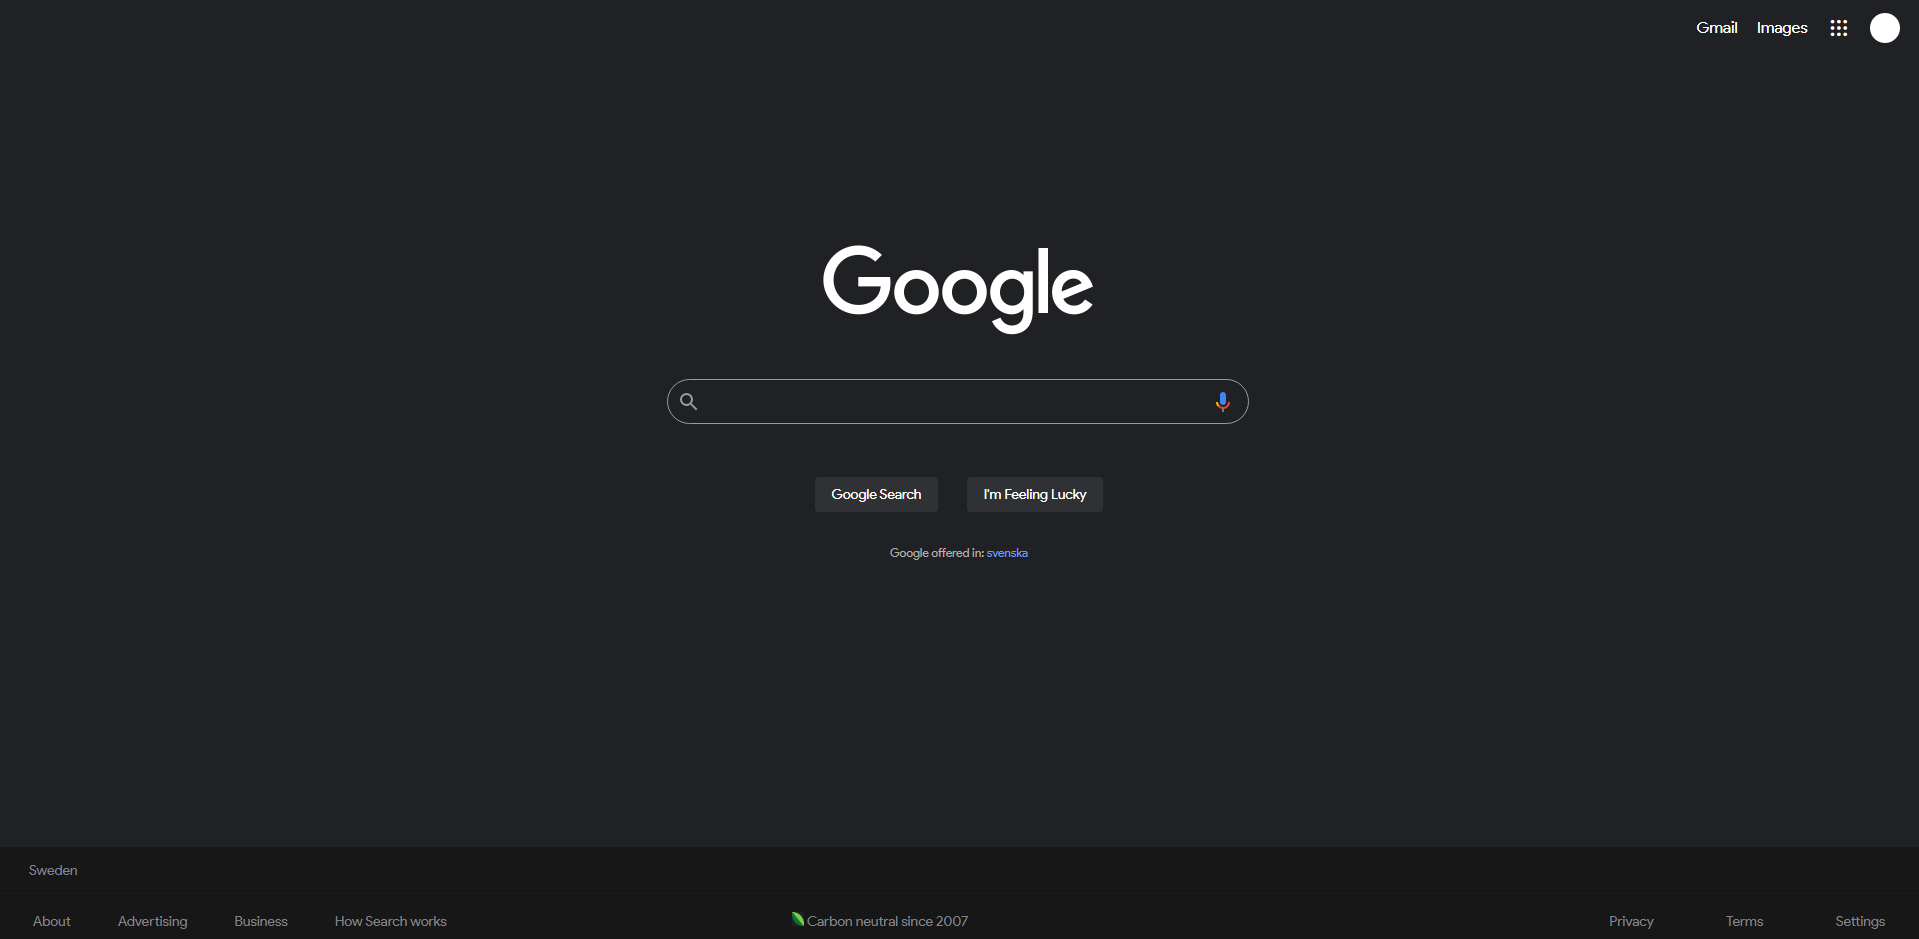 Gmail Images
Google
Google Search I'm Feeling Lucky
Google offered in: svenska
Sweden
About Advertising Business How Search works Carbon neutral since 2007 Privacy Terms Settings